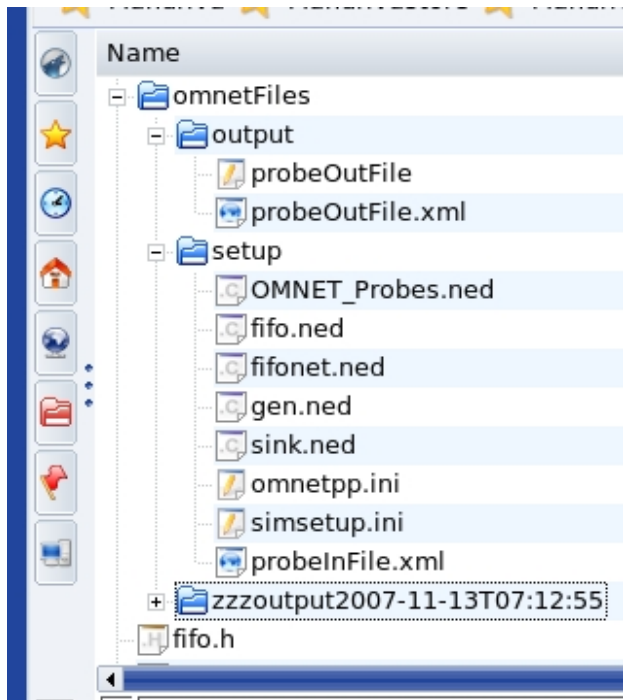 Name
omnetFiles
output
probeOutFile
probeOutFile.xml
setup
OMNET_Probes.ned
fifo.ned
fifonet.ned
gen.ned
sink.ned
omnetpp.ini
simsetup.ini
probeInFile.xml
zzzoutput2007-11-13T07:12:55
fifo.h